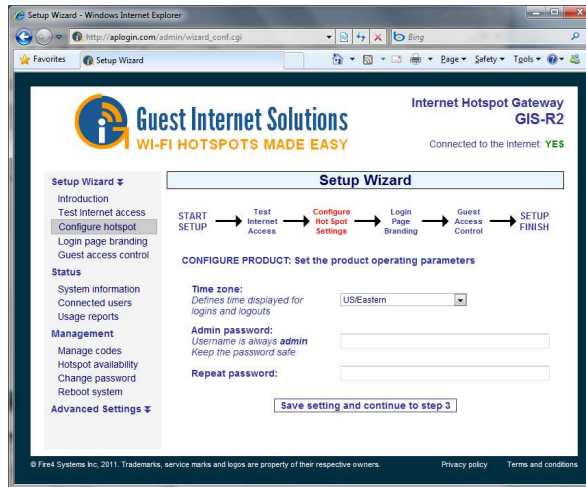 Setup Wizard - Windows Internet Explorer
http://aplogin.com/admin/wizard_conf.cgi
Bing
Favorites
Setup Wizard
Page
Safety
Tools
Guest Internet Solutions
WI-FI HOTSPOTS MADE EASY
Internet Hotspot Gateway
GIS-R2
Connected to the Internet: YES
Setup Wizard
Introduction
Test Internet access
Configure hotspot
Login page branding
Guest access control
Status
System information
Connected users
Usage reports
Management
Manage codes
Hotspot availability
Change password
Reboot system
Advanced Settings
Setup Wizard
START SETUP
Test Internet Access
Configure Hot Spot Settings
Login Page Branding
Guest Access Control
SETUP FINISH
CONFIGURE PRODUCT: Set the product operating parameters
Time zone:
Defines time displayed for
logins and logouts
US/Eastern
Admin password:
Username is always admin
Keep the password safe
Repeat password:
Save setting and continue to step 3
© Fire4 Systems Inc, 2011. Trademarks, service marks and logos are property of their respective owners.
Privacy policy
Terms and conditions